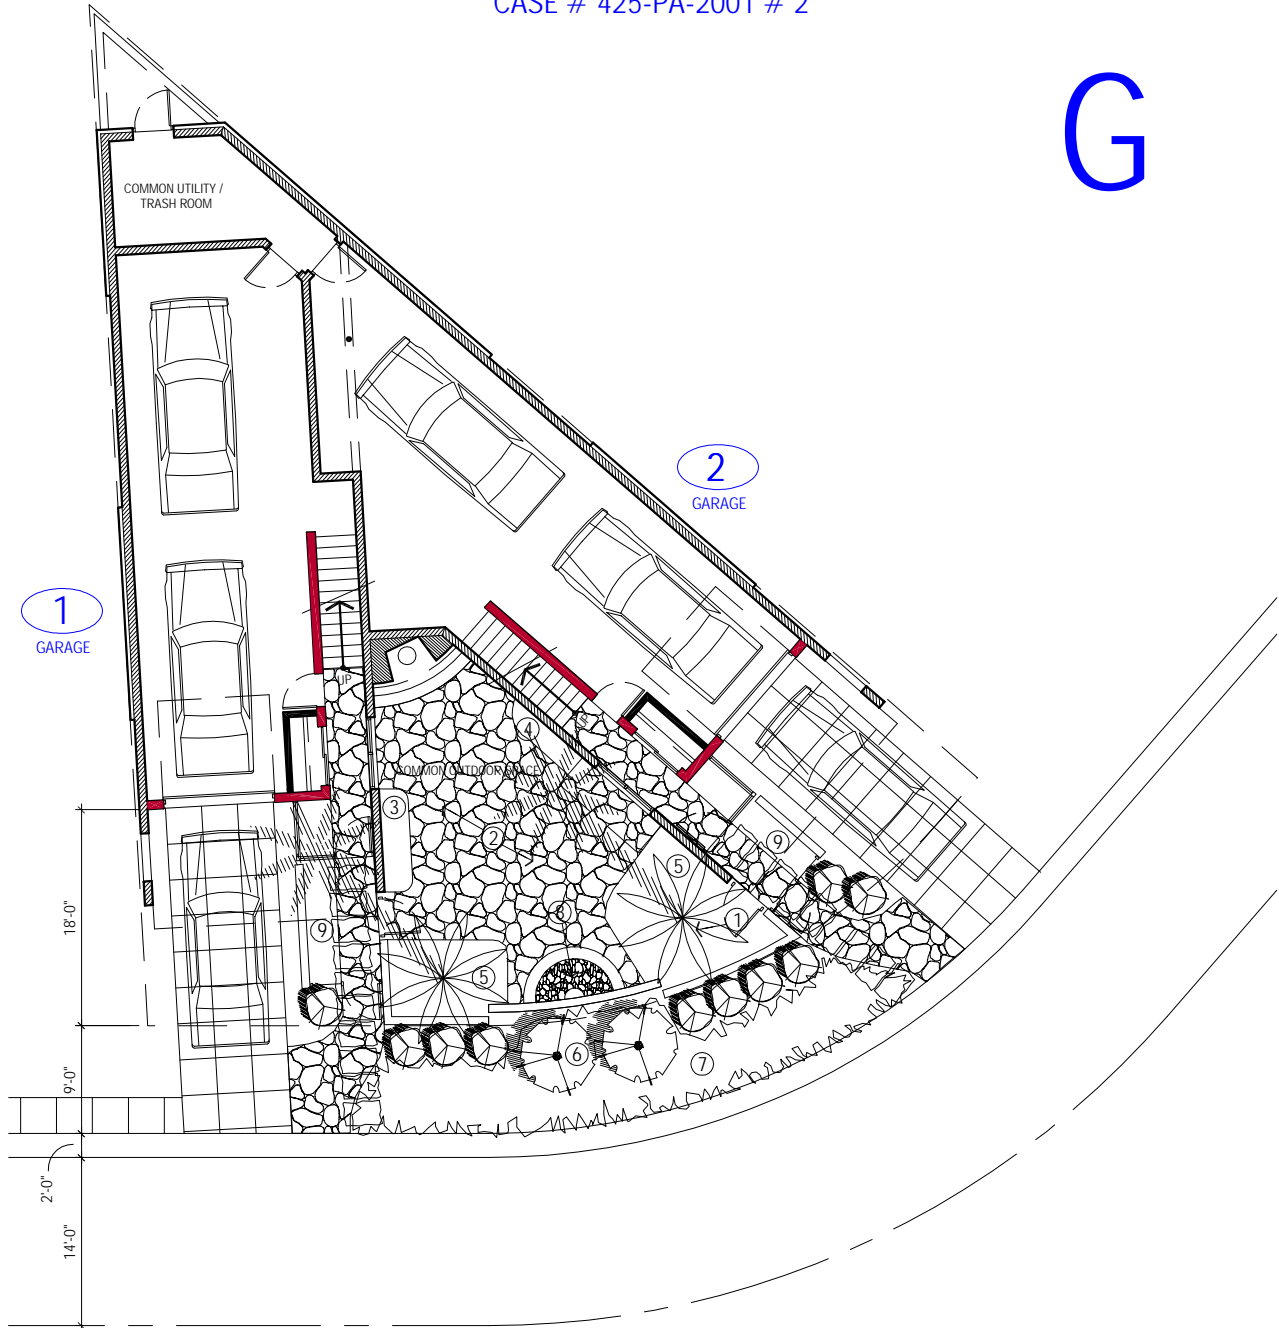 CASE # 425-PA-2001 # 2
G
COMMON UTILITY /
TRASH ROOM
2
GARAGE
1
GARAGE
UP
4
COMMON OUTDOOR SPACE
3
2
9
5
1
8
9
5
6
7
18'-0"
9'-0"
2'-0"
14'-0"